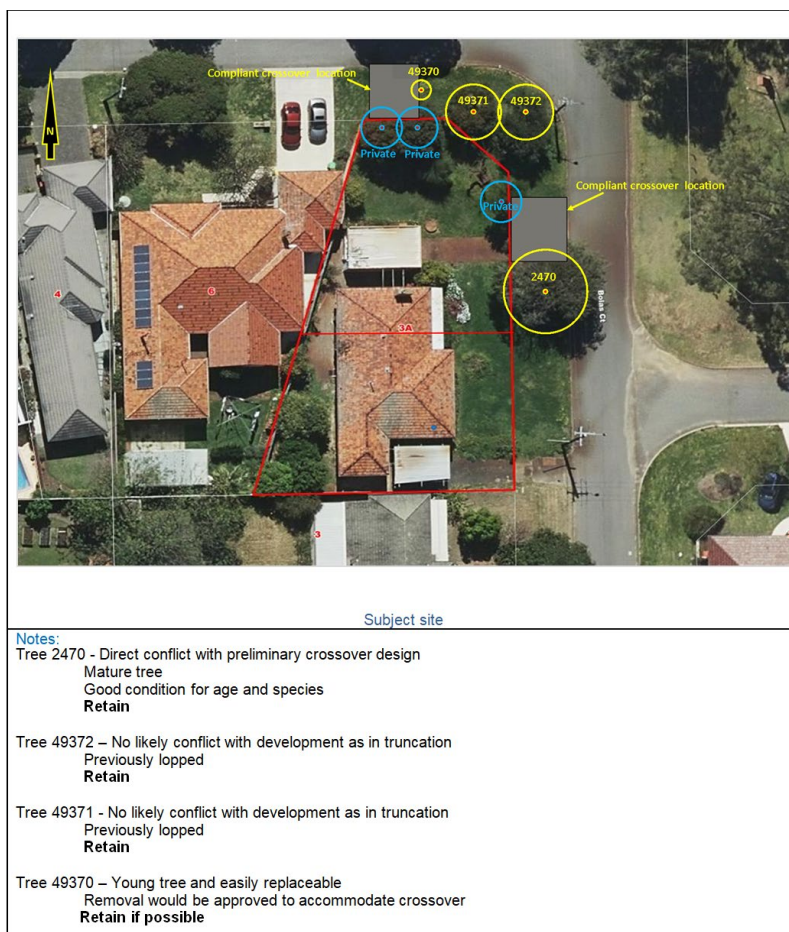 Compliant crossover location
49370
49371
49372
N
Private
Private
Private
Compliant crossover location
2470
4
6
3A
Bolas Ct
3
Subject site
Notes:
Tree 2470 - Direct conflict with preliminary crossover design
Mature tree
Good condition for age and species
Retain
Tree 49372 – No likely conflict with development as in truncation
Previously lopped
Retain
Tree 49371 - No likely conflict with development as in truncation
Previously lopped
Retain
Tree 49370 – Young tree and easily replaceable
Removal would be approved to accommodate crossover
Retain if possible